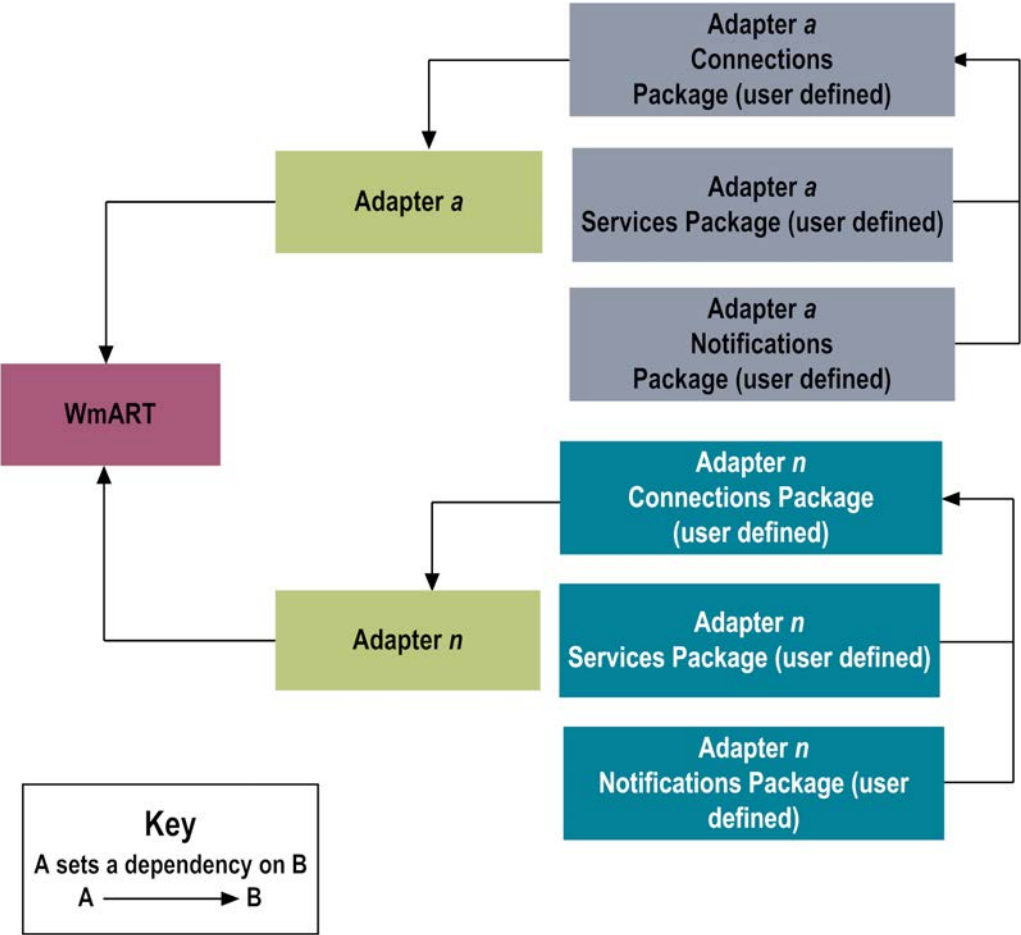 Adapter a
Connections
Package (user defined)
Adapter a
Adapter a
Services Package (user defined)
Adapter a
Notifications
Package (user defined)
WmART
Adapter n
Connections Package
(user defined)
Adapter n
Adapter n
Services Package (user defined)
Adapter n
Notifications Package (user
defined)
Key
A sets a dependency on B
A B